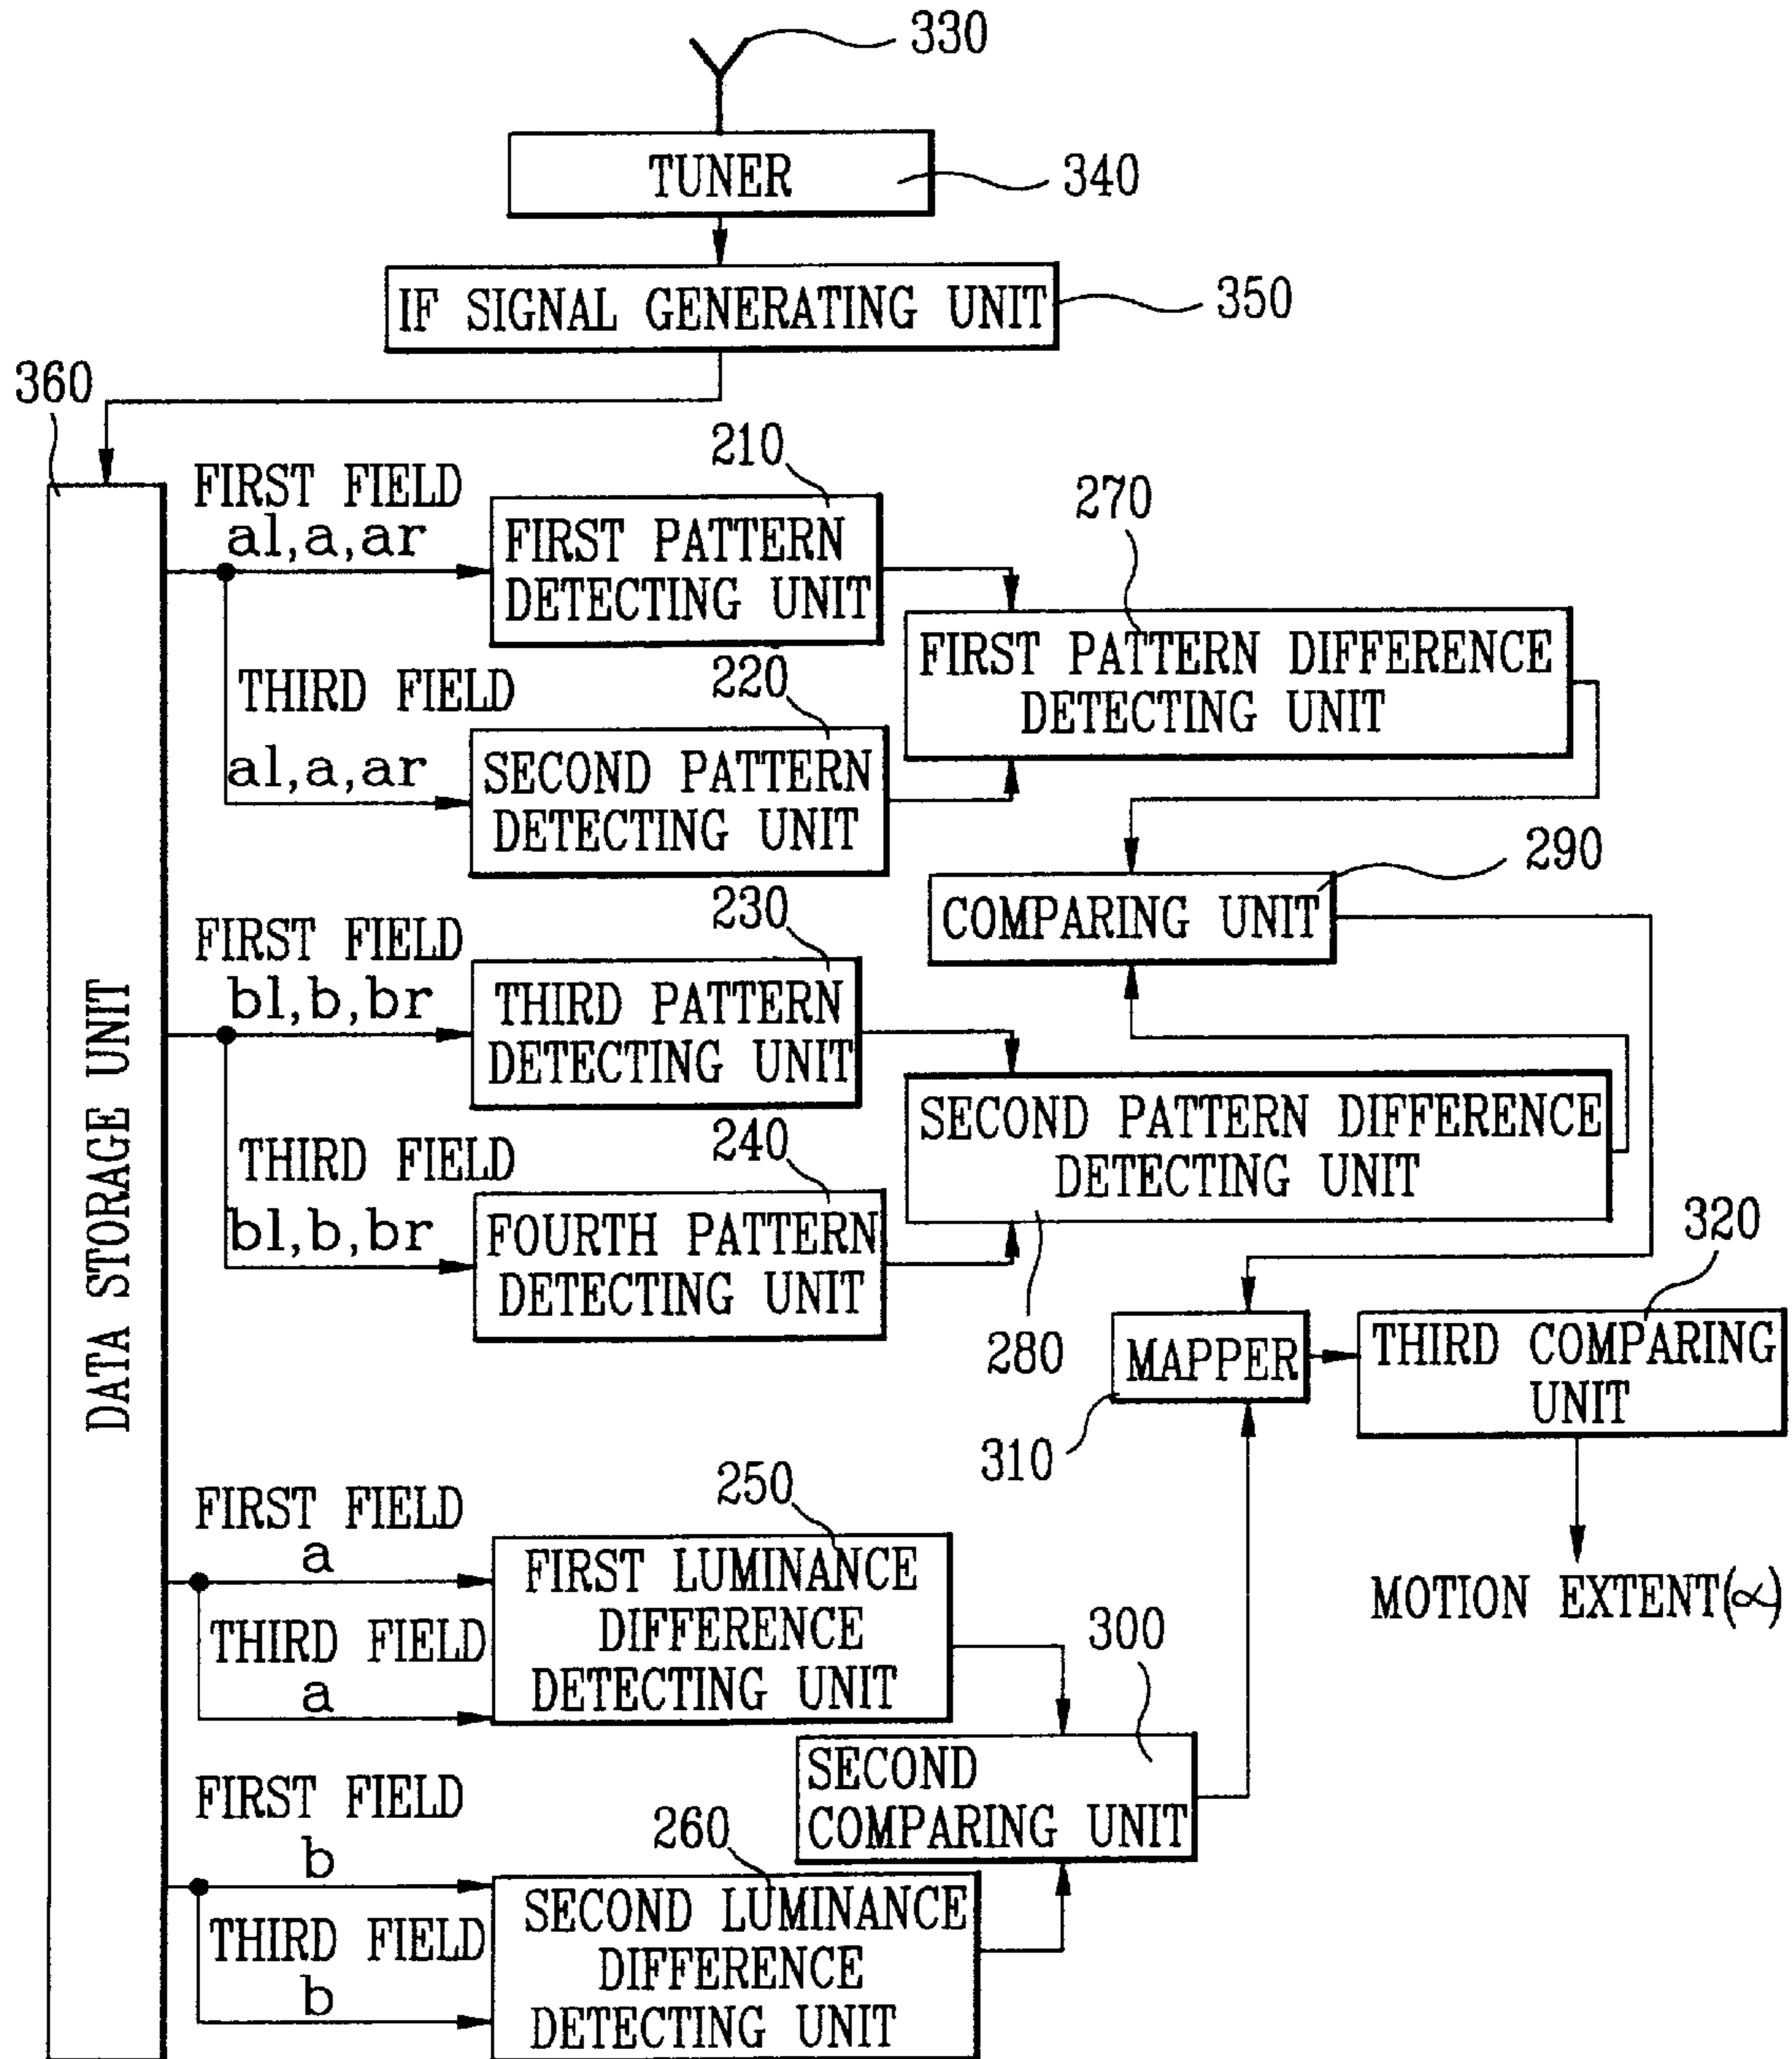 330
TUNER
340
IF SIGNAL GENERATING UNIT
350
360
DATA STORAGE UNIT
FIRST FIELD
al,a,ar
210
FIRST PATTERN
DETECTING UNIT
THIRD FIELD
al,a,ar
220
SECOND PATTERN
DETECTING UNIT
270
FIRST PATTERN DIFFERENCE
DETECTING UNIT
290
COMPARING UNIT
FIRST FIELD
bl,b,br
230
THIRD PATTERN
DETECTING UNIT
THIRD FIELD
bl,b,br
240
FOURTH PATTERN
DETECTING UNIT
SECOND PATTERN DIFFERENCE
DETECTING UNIT
280
MAPPER
310
320
THIRD COMPARING
UNIT
MOTION EXTENT(α)
FIRST FIELD
a
THIRD FIELD
a
250
FIRST LUMINANCE
DIFFERENCE
DETECTING UNIT
300
SECOND
COMPARING UNIT
FIRST FIELD
b
THIRD FIELD
b
260
SECOND LUMINANCE
DIFFERENCE
DETECTING UNIT